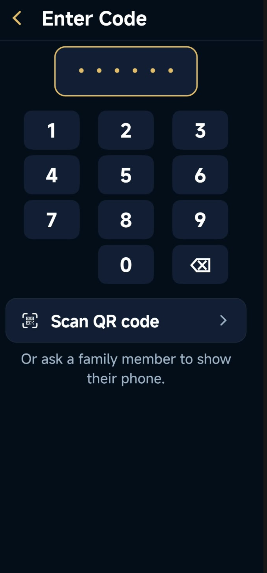 Enter Code
1 2 3
4 5 6
7 8 9
0
Scan QR code
Or ask a family member to show
their phone.